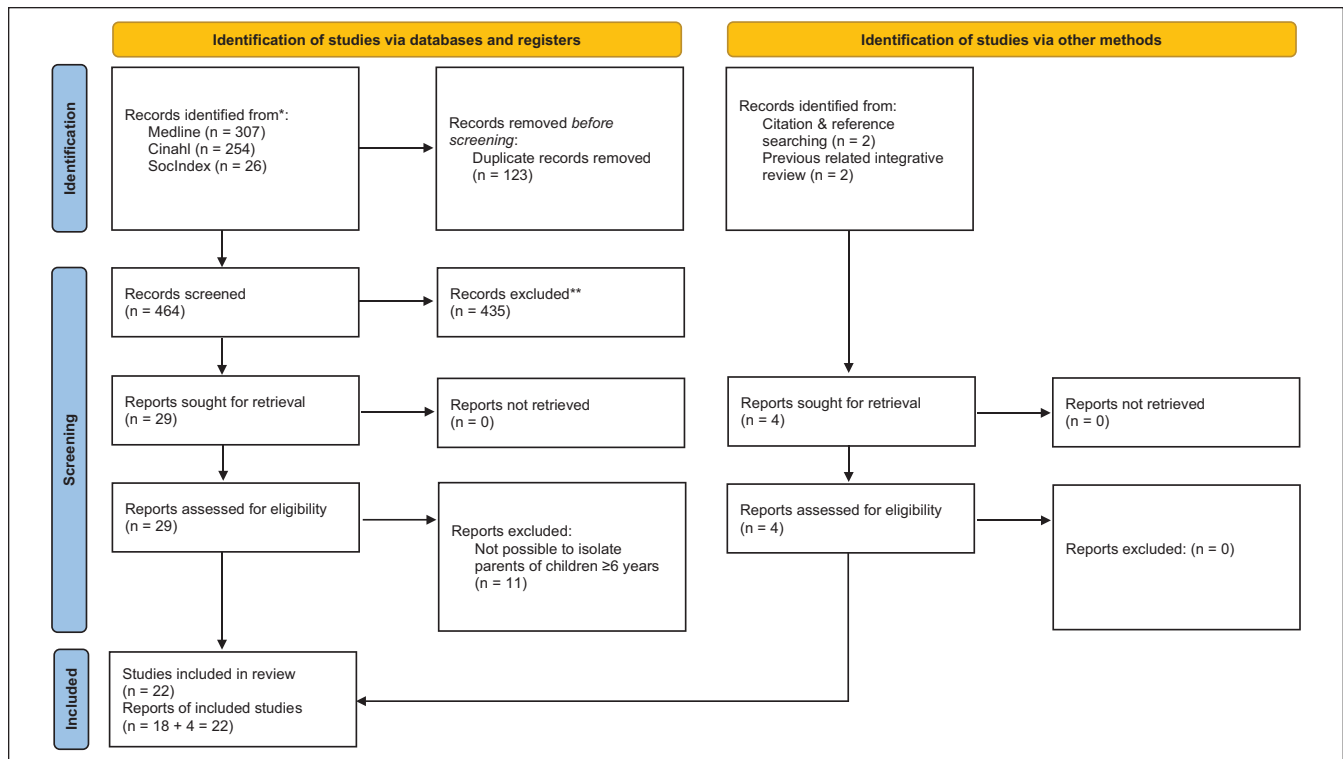 Identification of studies via databases and registers
Identification of studies via other methods
Identification
Records identified from*:
Medline (n = 307)
Cinahl (n = 254)
SocIndex (n = 26)
Records removed before
screening:
Duplicate records removed
(n = 123)
Records identified from:
Citation & reference
searching (n = 2)
Previous related integrative
review (n = 2)
Screening
Records screened
(n = 464)
Records excluded**
(n = 435)
Reports sought for retrieval
(n = 29)
Reports not retrieved
(n = 0)
Reports sought for retrieval
(n = 4)
Reports not retrieved
(n = 0)
Reports assessed for eligibility
(n = 29)
Reports excluded:
Not possible to isolate
parents of children ≥6 years
(n = 11)
Reports assessed for eligibility
(n = 4)
Reports excluded: (n = 0)
Included
Studies included in review
(n = 22)
Reports of included studies
(n = 18 + 4 = 22)